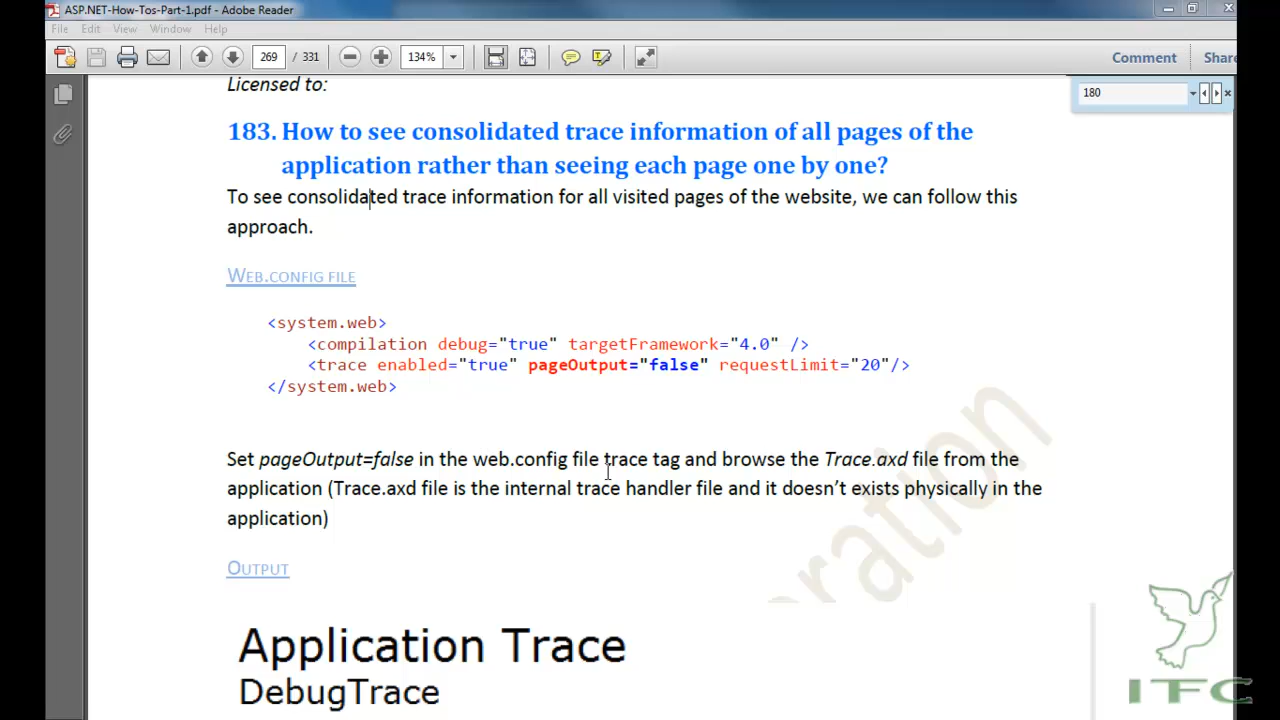 ASP.NET-How-Tos-Part-1.pdf - Adobe Reader
File Edit View Window Help
269 / 331 134% Comment Share
180
Licensed to:
183. How to see consolidated trace information of all pages of the
application rather than seeing each page one by one?
To see consolidated trace information for all visited pages of the website, we can follow this
approach.
WEB.CONFIG FILE
<system.web>
<compilation debug="true" targetFramework="4.0" />
<trace enabled="true" pageOutput="false" requestLimit="20"/>
</system.web>
Set pageOutput=false in the web.config file trace tag and browse the Trace.axd file from the
application (Trace.axd file is the internal trace handler file and it doesn't exists physically in the
application)
OUTPUT
Application Trace
DebugTrace
ITC